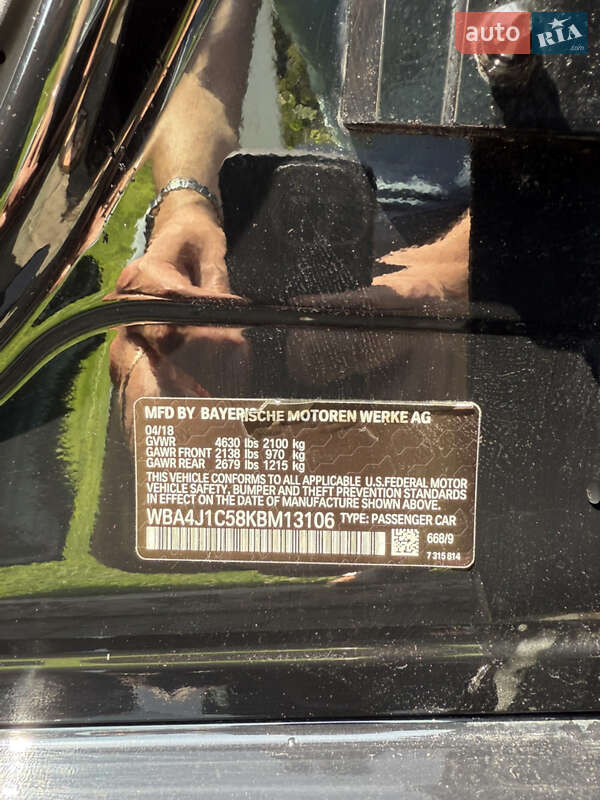 auto RIA
.com
MFD BY BAYERISCHE MOTOREN WERKE AG
04/18
GVWR 4630 lbs 2100 kg
GAWR FRONT 2138 lbs 970 kg
GAWR REAR 2679 lbs 1215 kg
THIS VEHICLE CONFORMS TO ALL APPLICABLE U.S.FEDERAL MOTOR
VEHICLE SAFETY, BUMPER AND THEFT PREVENTION STANDARDS
IN EFFECT ON THE DATE OF MANUFACTURE SHOWN ABOVE.
WBA4J1C58KBM13106 TYPE: PASSENGER CAR
668/9
7 315 814